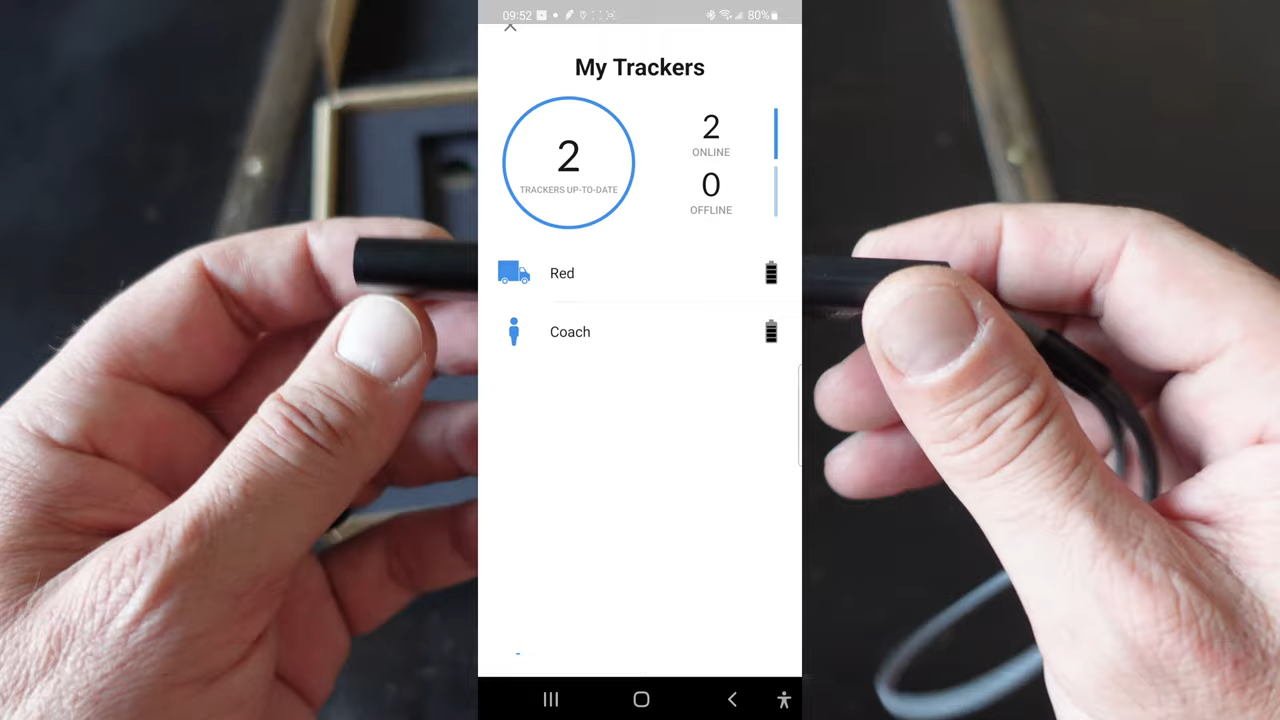 09:52
80%
My Trackers
2
TRACKERS UP-TO-DATE
2
ONLINE
0
OFFLINE
Red
Coach